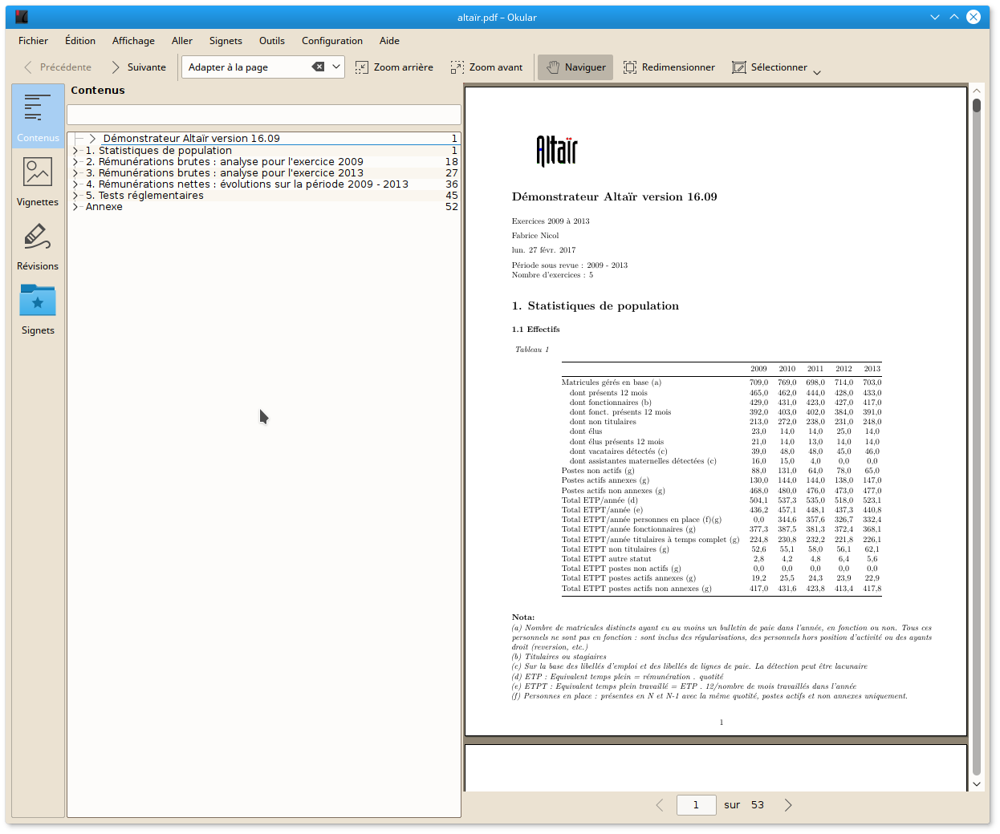 altaïr.pdf – Okular
Fichier Édition Affichage Aller Signets Outils Configuration Aide
Précédente Suivante Adapter à la page Zoom arrière Zoom avant Naviguer Redimensionner Sélectionner
Contenus
Contenus
Vignettes
Révisions
Signets
Démonstrateur Altaïr version 16.09 1
1. Statistiques de population 1
2. Rémunérations brutes : analyse pour l'exercice 2009 18
3. Rémunérations brutes : analyse pour l'exercice 2013 27
4. Rémunérations nettes : évolutions sur la période 2009 - 2013 36
5. Tests réglementaires 45
Annexe 52
Altaïr
Démonstrateur Altaïr version 16.09
Exercices 2009 à 2013
Fabrice Nicol
lun. 27 févr. 2017
Période sous revue : 2009 - 2013
Nombre d'exercices : 5
1. Statistiques de population
1.1 Effectifs
Tableau 1
2009 2010 2011 2012 2013
Matricules gérés en base (a) 709,0 769,0 698,0 714,0 703,0
dont présents 12 mois 465,0 462,0 444,0 428,0 433,0
dont fonctionnaires (b) 429,0 431,0 423,0 427,0 417,0
dont fonct. présents 12 mois 392,0 403,0 402,0 384,0 391,0
dont non titulaires 213,0 272,0 238,0 231,0 248,0
dont élus 23,0 14,0 14,0 25,0 14,0
dont élus présents 12 mois 21,0 14,0 13,0 14,0 14,0
dont vacataires détectés (c) 39,0 48,0 48,0 45,0 46,0
dont assistantes maternelles détectées (c) 16,0 15,0 4,0 0,0 0,0
Postes non actifs (g) 88,0 131,0 64,0 78,0 65,0
Postes actifs annexes (g) 130,0 144,0 144,0 138,0 147,0
Postes actifs non annexes (g) 468,0 480,0 476,0 473,0 477,0
Total ETP/année (d) 504,1 537,3 535,0 518,0 523,1
Total ETPT/année (e) 436,2 457,1 448,1 437,3 440,8
Total ETPT/année personnes en place (f)(g) 0,0 344,6 357,6 326,7 332,4
Total ETPT/année fonctionnaires (g) 377,3 387,5 381,3 372,4 368,1
Total ETPT/année titulaires à temps complet (g) 224,8 230,8 232,2 221,8 226,1
Total ETPT non titulaires (g) 52,6 55,1 58,0 56,1 62,1
Total ETPT autre statut 2,8 4,2 4,8 6,4 5,6
Total ETPT postes non actifs (g) 0,0 0,0 0,0 0,0 0,0
Total ETPT postes actifs annexes (g) 19,2 25,5 24,3 23,9 22,9
Total ETPT postes actifs non annexes (g) 417,0 431,6 423,8 413,4 417,8
Nota:
(a) Nombre de matricules distincts ayant eu au moins un bulletin de paie dans l'année, en fonction ou non. Tous ces
personnels ne sont pas en fonction : sont inclus des régularisations, des personnels hors position d'activité ou des ayants
droit (reversion, etc.)
(b) Titulaires ou stagiaires
(c) Sur la base des libellés d'emploi et des libellés de lignes de paie. La détection peut être lacunaire
(d) ETP : Equivalent temps plein = rémunération . quotité
(e) ETPT : Equivalent temps plein travaillé = ETP . 12/nombre de mois travaillés dans l'année
(f) Personnes en place : présentes en N et N-1 avec la même quotité, postes actifs et non annexes uniquement.
1
1 sur 53